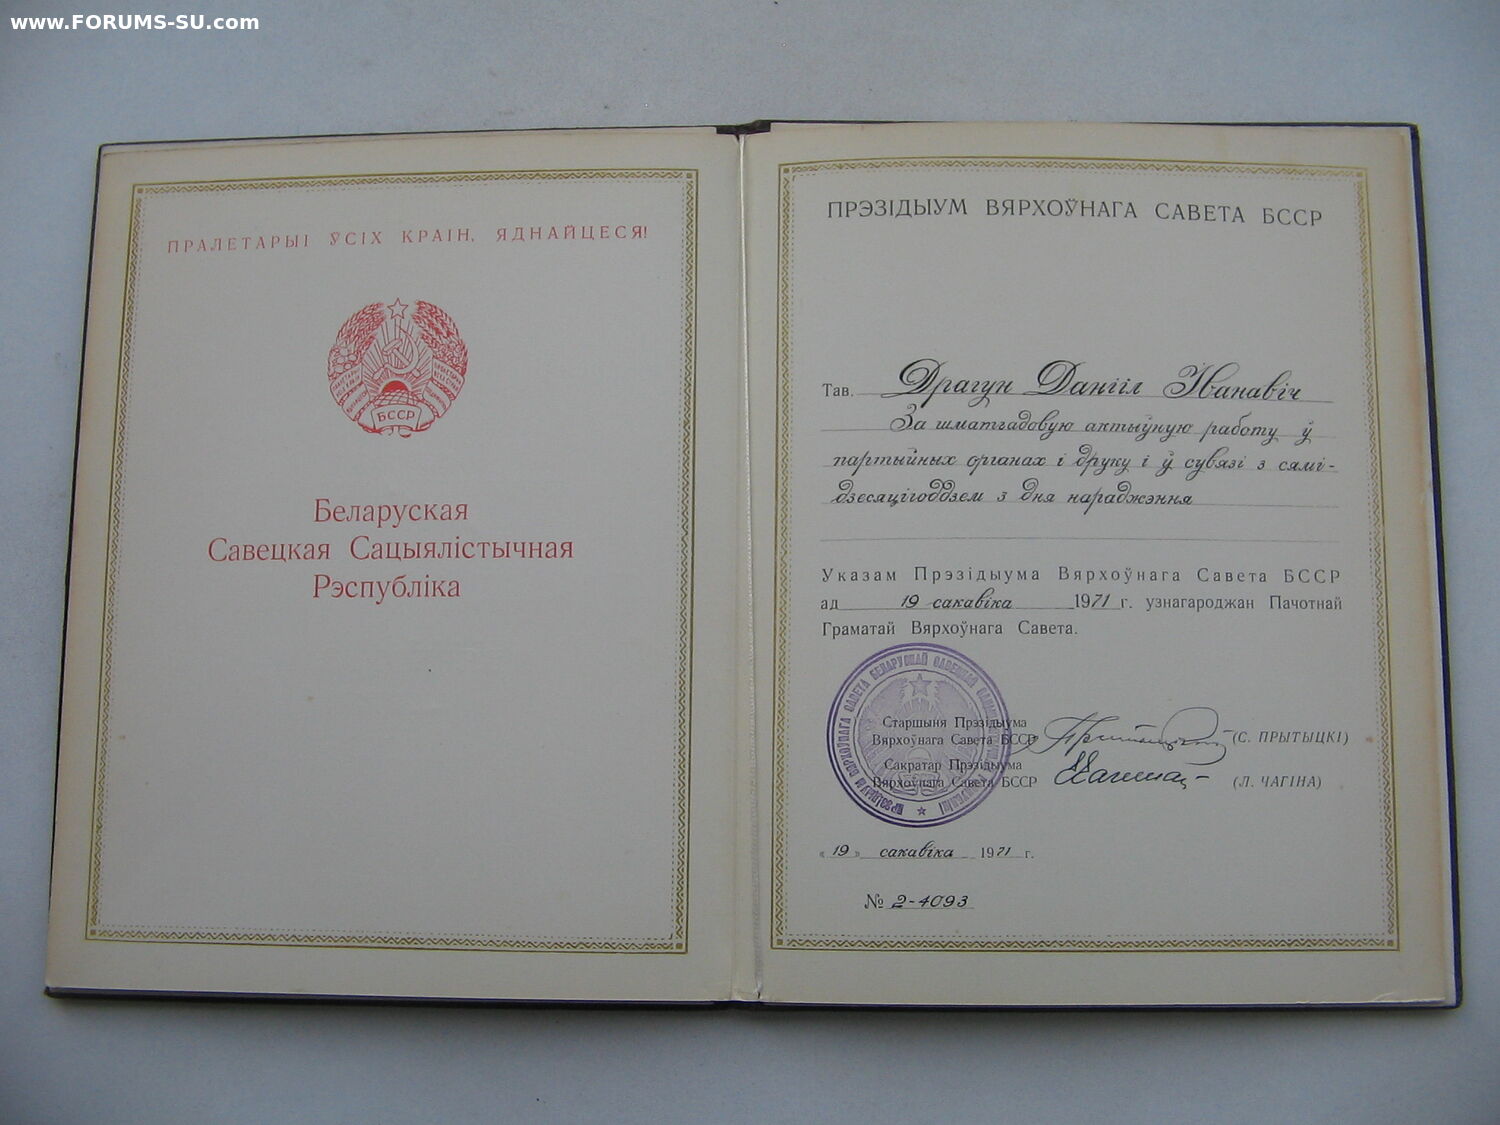 www.FORUMS-SU.com
ПРАЛЕТАРЫІ ЎСІХ КРАІН, ЯДНАЙЦЕСЯ!
БССР
Беларуская
Савецкая Сацыялістычная
Рэспубліка
ПРЭЗІДЫУМ ВЯРХОЎНАГА САВЕТА БССР
Тав. Драгун Данііл Іванавіч
За шматгадовую актыўную работу ў
партыйных органах і друку і ў сувязі з сямі-
дзесяцігоддзем з дня нараджэння
Указам Прэзідыума Вярхоўнага Савета БССР
ад 19 сакавіка 1971 г. узнагароджан Пачотнай
Граматай Вярхоўнага Савета.
Старшыня Прэзідыума
Вярхоўнага Савета БССР (С. ПРЫТЫЦКІ)
Сакратар Прэзідыума
Вярхоўнага Савета БССР (Л. ЧАГІНА)
«19» сакавіка 1971 г.
№ 2-4093